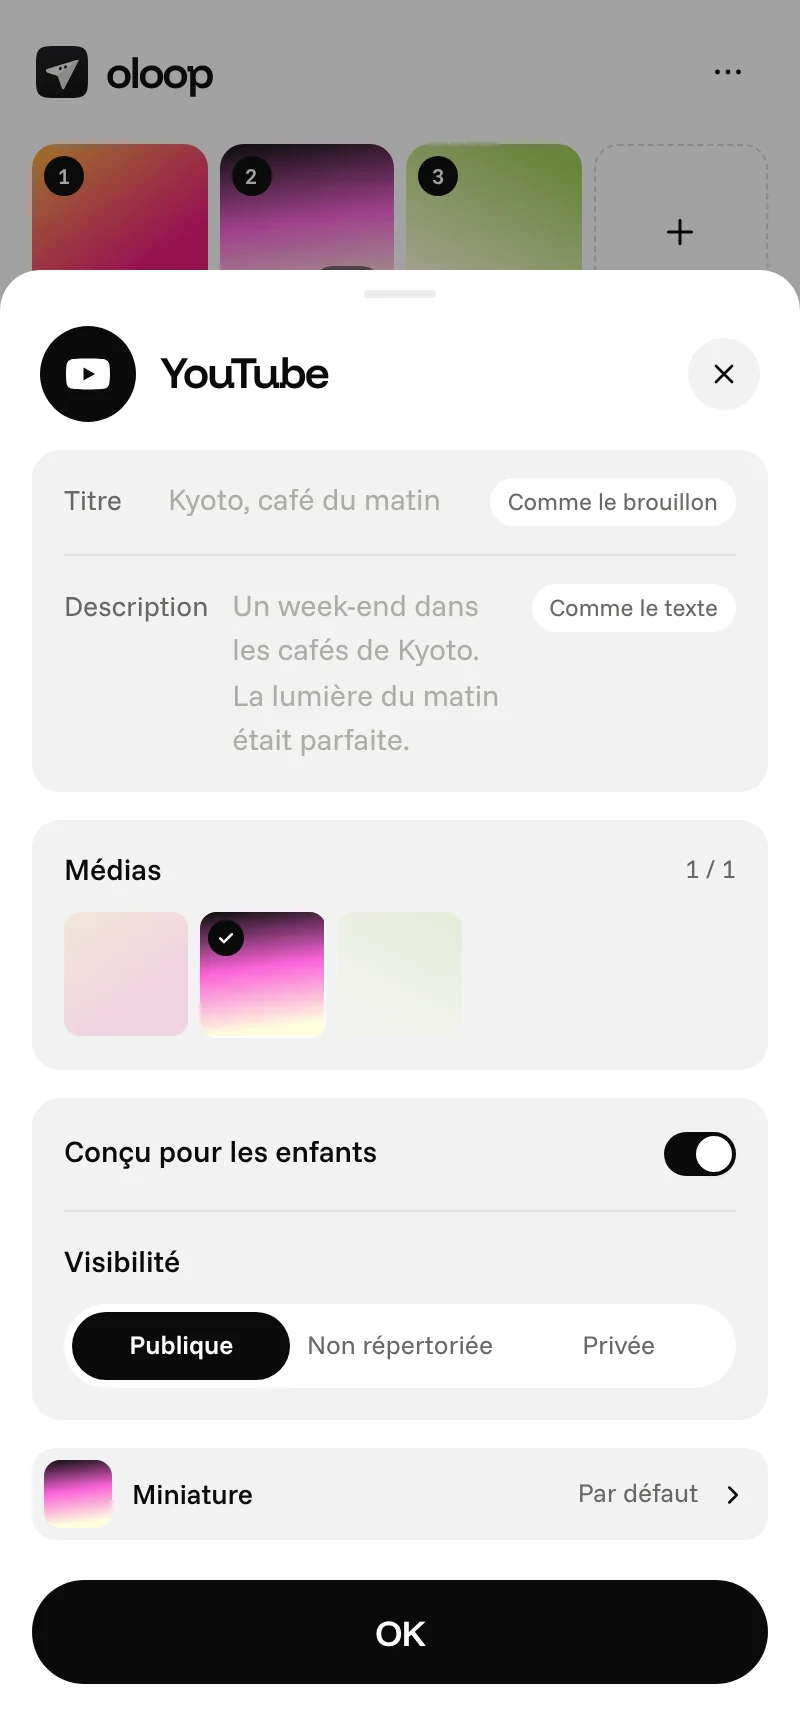 oloop
1
2
3
YouTube
Titre
Kyoto, café du matin
Comme le brouillon
Description
Un week-end dans
les cafés de Kyoto.
La lumière du matin
était parfaite.
Comme le texte
Médias
1 / 1
Conçu pour les enfants
Visibilité
Publique
Non répertoriée
Privée
Miniature
Par défaut
OK